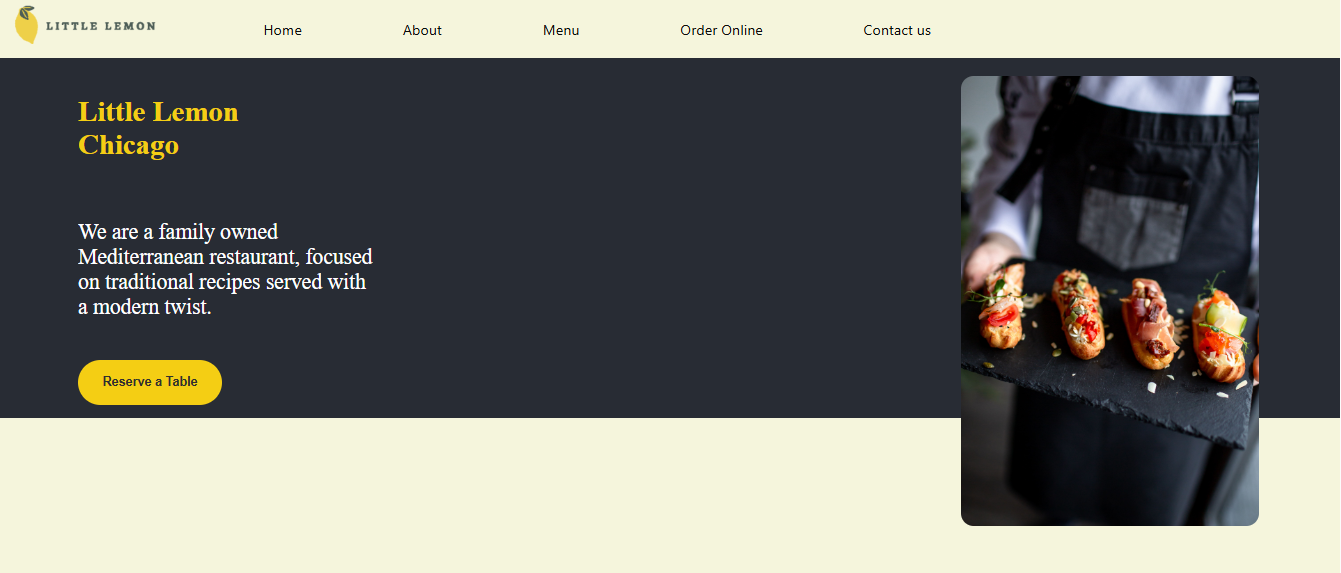 LITTLE LEMON
Home
About
Menu
Order Online
Contact us
Little Lemon
Chicago
We are a family owned
Mediterranean restaurant, focused
on traditional recipes served with
a modern twist.
Reserve a Table